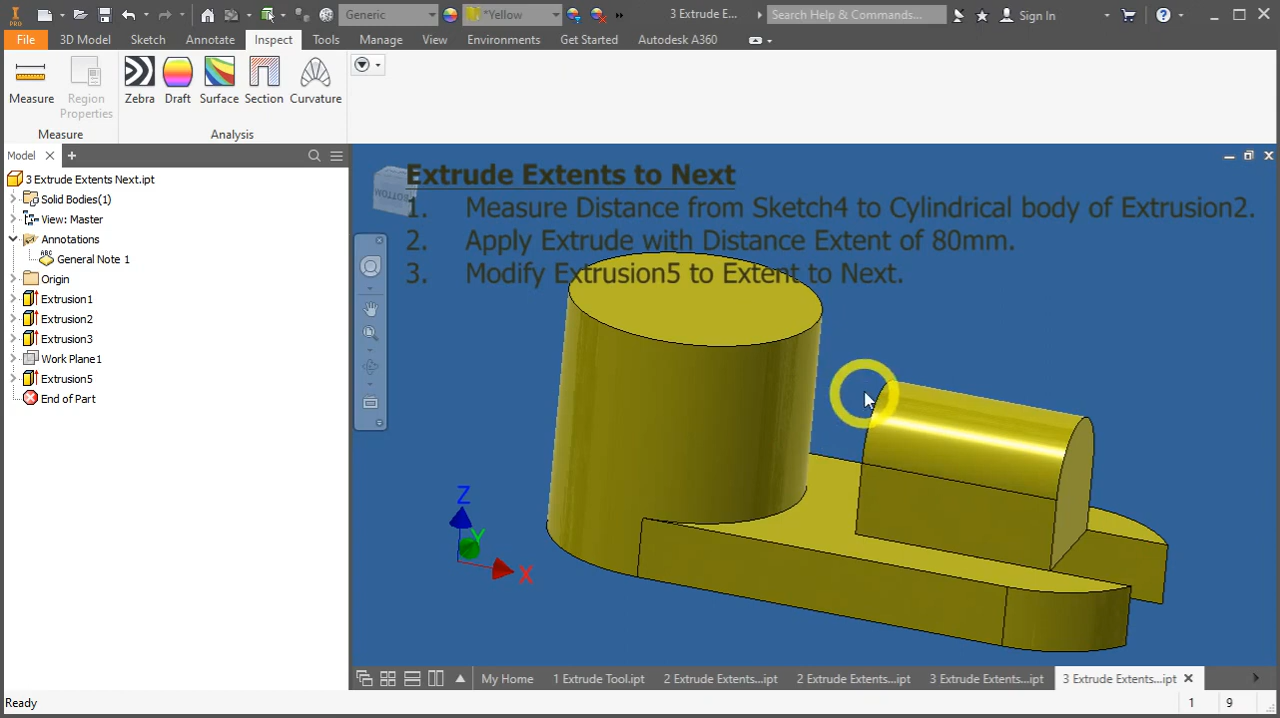 PRO
Generic
*Yellow
3 Extrude E...
Search Help & Commands...
Sign In
File
3D Model
Sketch
Annotate
Inspect
Tools
Manage
View
Environments
Get Started
Autodesk A360
Measure
Region
Properties
Zebra
Draft
Surface
Section
Curvature
Measure
Analysis
Model
3 Extrude Extents Next.ipt
Solid Bodies(1)
View: Master
Annotations
General Note 1
Origin
Extrusion1
Extrusion2
Extrusion3
Work Plane1
Extrusion5
End of Part
BOTTOM
Extrude Extents to Next
1. Measure Distance from Sketch4 to Cylindrical body of Extrusion2.
2. Apply Extrude with Distance Extent of 80mm.
3. Modify Extrusion5 to Extent to Next.
Z
Y
X
My Home
1 Extrude Tool.ipt
2 Extrude Extents...ipt
2 Extrude Extents...ipt
3 Extrude Extents...ipt
3 Extrude Extents...ipt
Ready
1
9